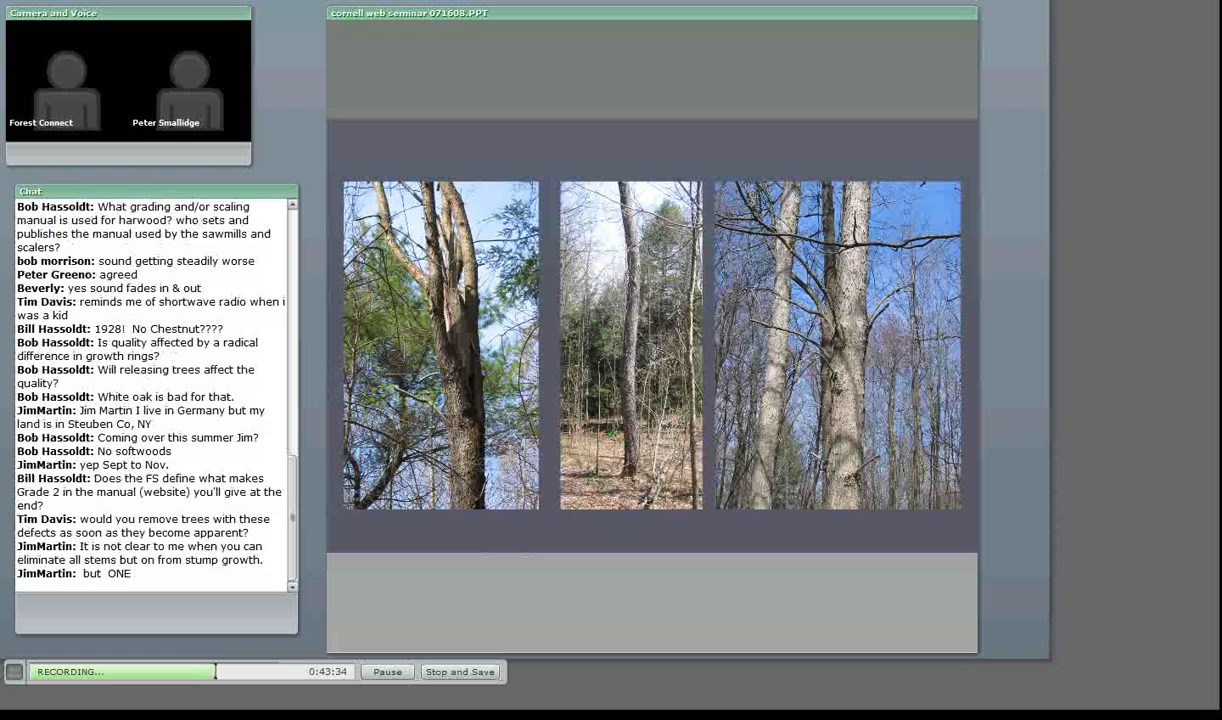 Camera and Voice
Forest Connect
Peter Smallidge
cornell web seminar 071608.PPT
Chat
Bob Hassoldt: What grading and/or scaling
manual is used for harwood? who sets and
publishes the manual used by the sawmills and
scalers?
bob morrison: sound getting steadily worse
Peter Greeno: agreed
Beverly: yes sound fades in & out
Tim Davis: reminds me of shortwave radio when i
was a kid
Bill Hassoldt: 1928! No Chestnut????
Bob Hassoldt: Is quality affected by a radical
difference in growth rings?
Bob Hassoldt: Will releasing trees affect the
quality?
Bob Hassoldt: White oak is bad for that.
JimMartin: Jim Martin I live in Germany but my
land is in Steuben Co, NY
Bob Hassoldt: Coming over this summer Jim?
Bob Hassoldt: No softwoods
JimMartin: yep Sept to Nov.
Bill Hassoldt: Does the FS define what makes
Grade 2 in the manual (website) you'll give at the
end?
Tim Davis: would you remove trees with these
defects as soon as they become apparent?
JimMartin: It is not clear to me when you can
eliminate all stems but on from stump growth.
JimMartin: but ONE
RECORDING...
0:43:34
Pause
Stop and Save